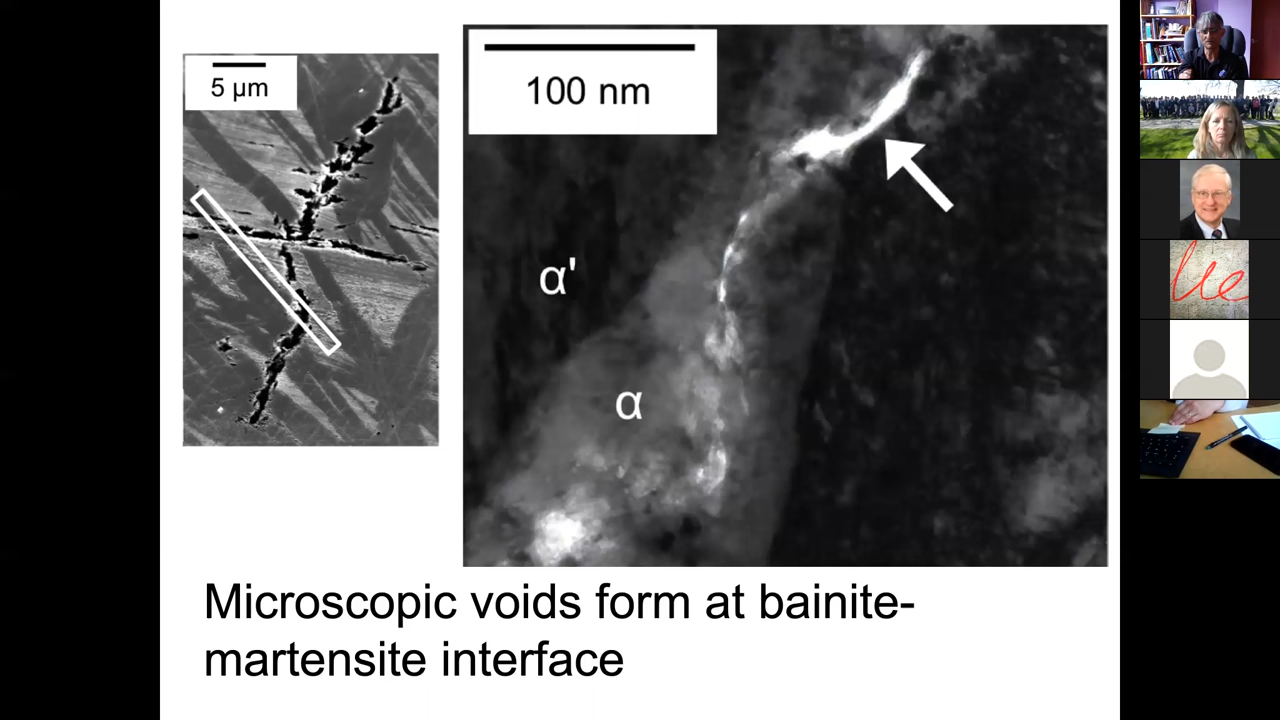 5 µm
100 nm
α'
α
Microscopic voids form at bainite-
martensite interface